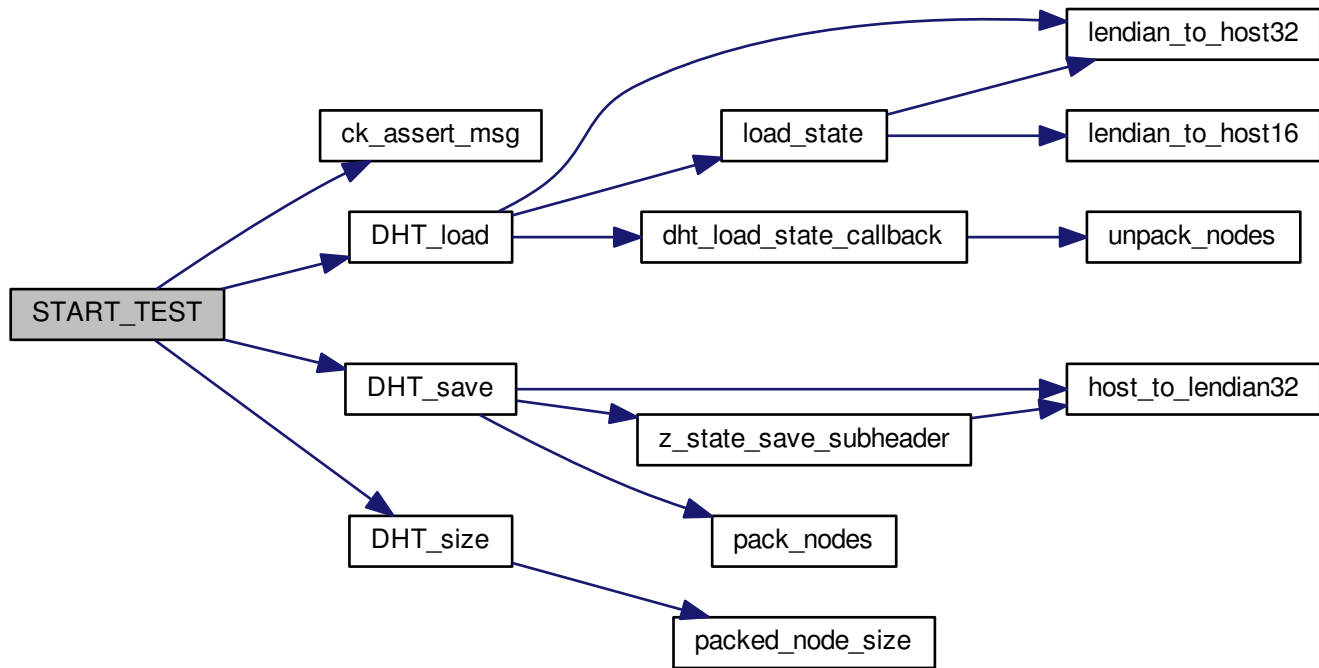 lendian_to_host32
ck_assert_msg
load_state
lendian_to_host16
DHT_load
dht_load_state_callback
unpack_nodes
START_TEST
DHT_save
host_to_lendian32
z_state_save_subheader
DHT_size
pack_nodes
packed_node_size